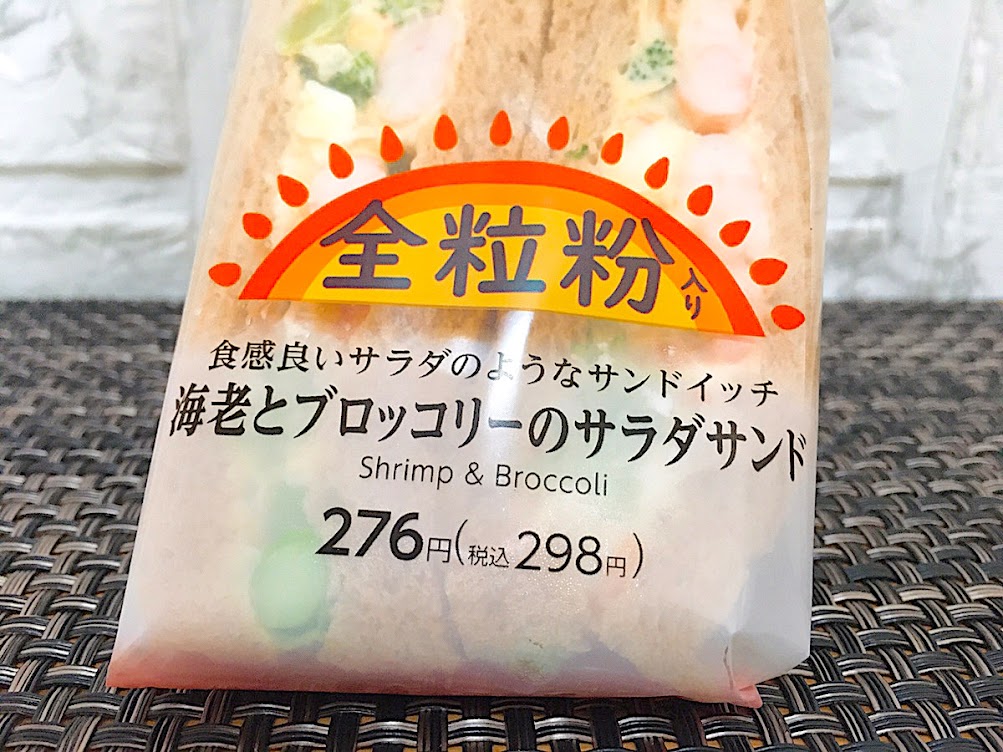 全粒粉入り
食感良いサラダのようなサンドイッチ
海老とブロッコリーのサラダサンド
Shrimp & Broccoli
276円(税込298円)